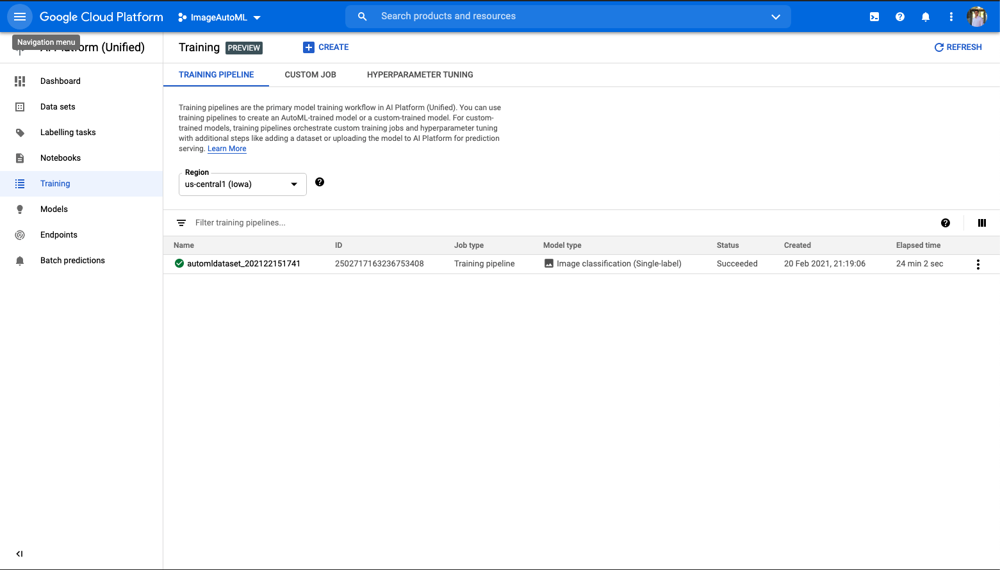 Google Cloud Platform
ImageAutoML
Search products and resources
Navigation menu
AI Platform (Unified)
Training PREVIEW
CREATE
REFRESH
Dashboard
Data sets
Labelling tasks
Notebooks
Training
Models
Endpoints
Batch predictions
TRAINING PIPELINE CUSTOM JOB HYPERPARAMETER TUNING
Training pipelines are the primary model training workflow in AI Platform (Unified). You can use
training pipelines to create an AutoML-trained model or a custom-trained model. For custom-
trained models, training pipelines orchestrate custom training jobs and hyperparameter tuning
with additional steps like adding a dataset or uploading the model to AI Platform for prediction
serving. Learn More
Region
us-central1 (Iowa)
Filter training pipelines...
Name ID Job type Model type Status Created Elapsed time
automldataset_202122151741 2502717163236753408 Training pipeline Image classification (Single-label) Succeeded 20 Feb 2021, 21:19:06 24 min 2 sec